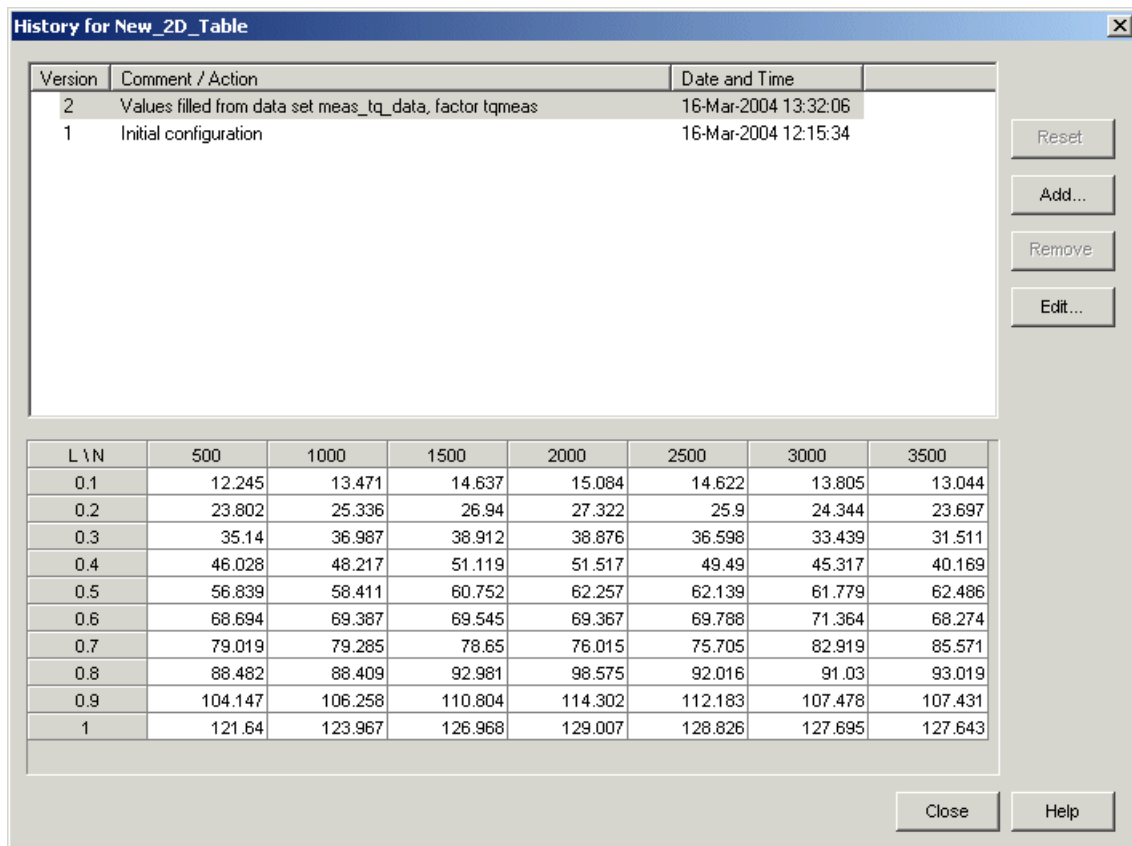 History for New_2D_Table
Version Comment / Action Date and Time
2 Values filled from data set meas_tq_data, factor tqmeas 16-Mar-2004 13:32:06
1 Initial configuration 16-Mar-2004 12:15:34
Reset
Add...
Remove
Edit...
L \ N 500 1000 1500 2000 2500 3000 3500
0.1 12.245 13.471 14.637 15.084 14.622 13.805 13.044
0.2 23.802 25.336 26.94 27.322 25.9 24.344 23.697
0.3 35.14 36.987 38.912 38.876 36.598 33.439 31.511
0.4 46.028 48.217 51.119 51.517 49.49 45.317 40.169
0.5 56.839 58.411 60.752 62.257 62.139 61.779 62.486
0.6 68.694 69.387 69.545 69.367 69.788 71.364 68.274
0.7 79.019 79.285 78.65 76.015 75.705 82.919 85.571
0.8 88.482 88.409 92.981 98.575 92.016 91.03 93.019
0.9 104.147 106.258 110.804 114.302 112.183 107.478 107.431
1 121.64 123.967 126.968 129.007 128.826 127.695 127.643
Close Help